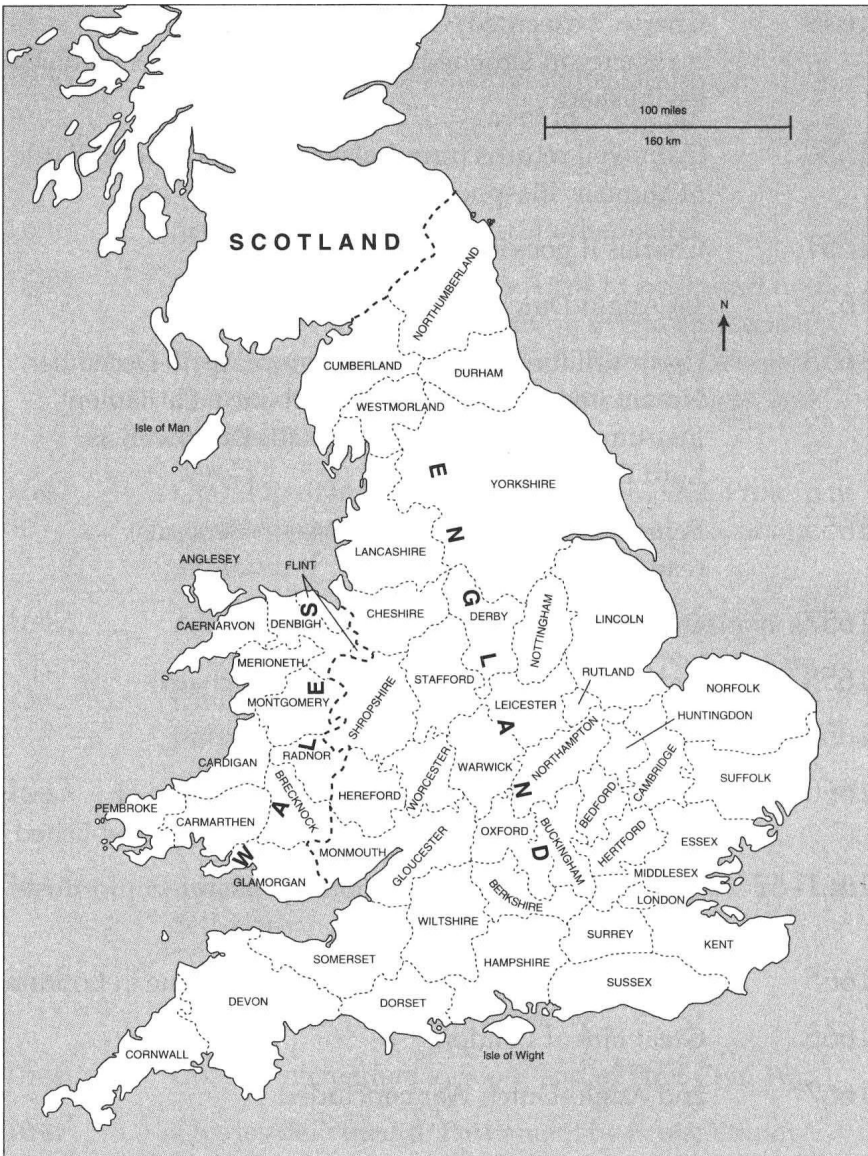 100 miles
160 km
SCOTLAND
N
NORTHUMBERLAND
CUMBERLAND
DURHAM
WESTMORLAND
Isle of Man
ENGLAND
YORKSHIRE
LANCASHIRE
ANGLESEY
FLINT
CHESHIRE
DERBY
NOTTINGHAM
LINCOLN
CAERNARVON
DENBIGH
WALES
MERIONETH
STAFFORD
RUTLAND
SHROPSHIRE
MONTGOMERY
LEICESTER
NORFOLK
HUNTINGDON
NORTHAMPTON
CARDIGAN
RADNOR
WORCESTER
WARWICK
CAMBRIDGE
SUFFOLK
BRECKNOCK
HEREFORD
BEDFORD
PEMBROKE
CARMARTHEN
OXFORD
BUCKINGHAM
HERTFORD
ESSEX
MONMOUTH
GLOUCESTER
MIDDLESEX
GLAMORGAN
BERKSHIRE
LONDON
WILTSHIRE
SURREY
KENT
SOMERSET
HAMPSHIRE
SUSSEX
DEVON
DORSET
CORNWALL
Isle of Wight